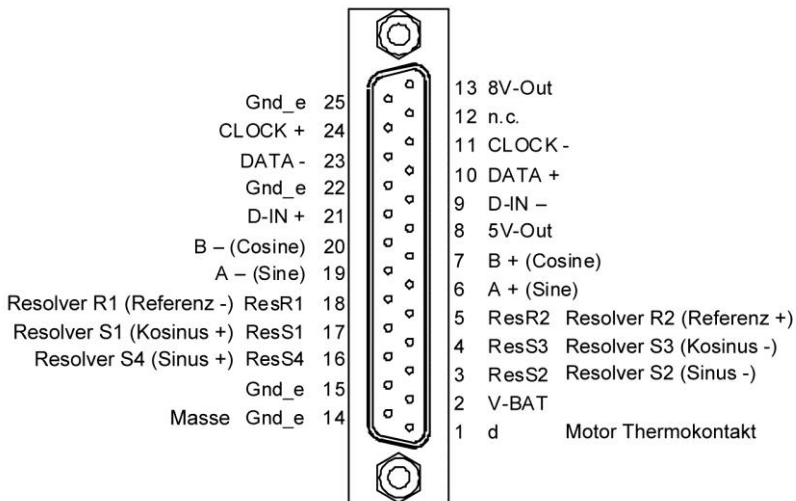 13 8V-Out
Gnd_e 25
12 n.c.
CLOCK + 24
11 CLOCK -
DATA - 23
10 DATA +
Gnd_e 22
9 D-IN –
D-IN + 21
8 5V-Out
B – (Cosine) 20
7 B + (Cosine)
A – (Sine) 19
6 A + (Sine)
Resolver R1 (Referenz -) ResR1 18
5 ResR2 Resolver R2 (Referenz +)
Resolver S1 (Kosinus +) ResS1 17
4 ResS3 Resolver S3 (Kosinus -)
Resolver S4 (Sinus +) ResS4 16
3 ResS2 Resolver S2 (Sinus -)
Gnd_e 15
2 V-BAT
Masse Gnd_e 14
1 d Motor Thermokontakt